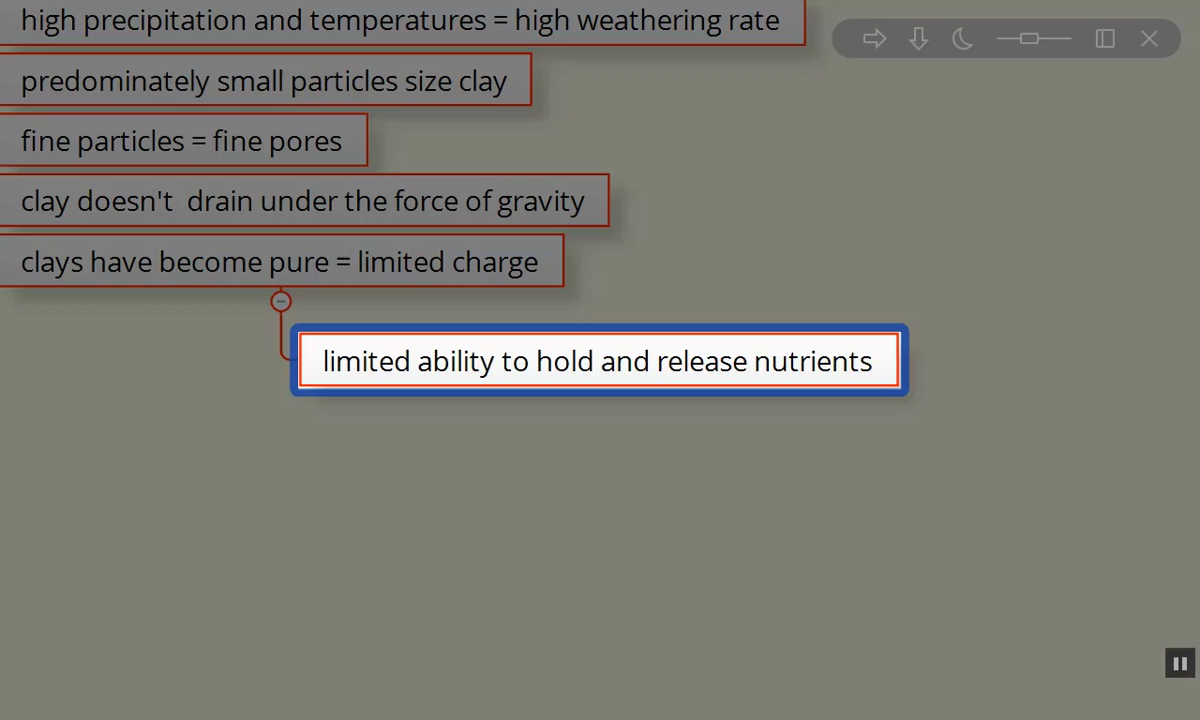 high precipitation and temperatures = high weathering rate
predominately small particles size clay
fine particles = fine pores
clay doesn't  drain under the force of gravity
clays have become pure = limited charge
limited ability to hold and release nutrients